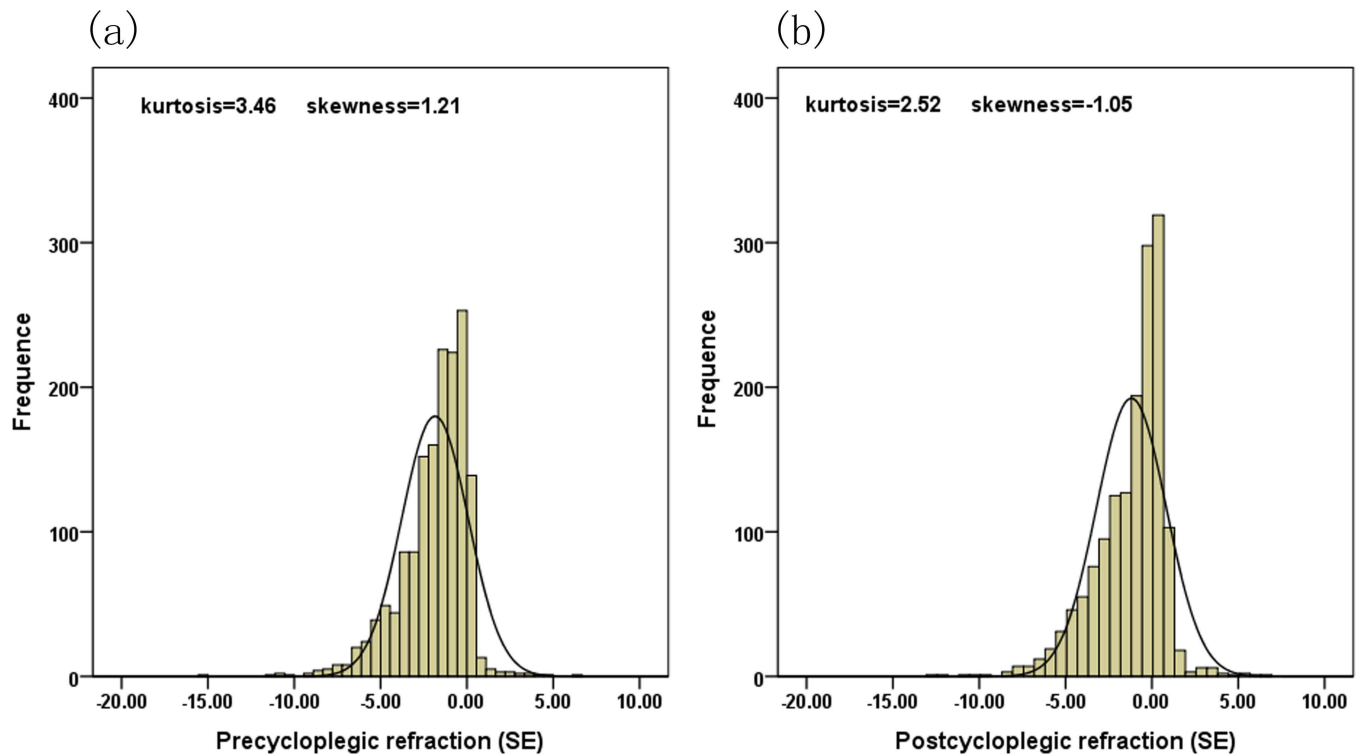 (a)
kurtosis=3.46 skewness=1.21
400
300
200
100
0
Frequence
-20.00 -15.00 -10.00 -5.00 0.00 5.00 10.00
Precycloplegic refraction (SE)
(b)
kurtosis=2.52 skewness=-1.05
400
300
200
100
0
Frequence
-20.00 -15.00 -10.00 -5.00 0.00 5.00 10.00
Postcycloplegic refraction (SE)